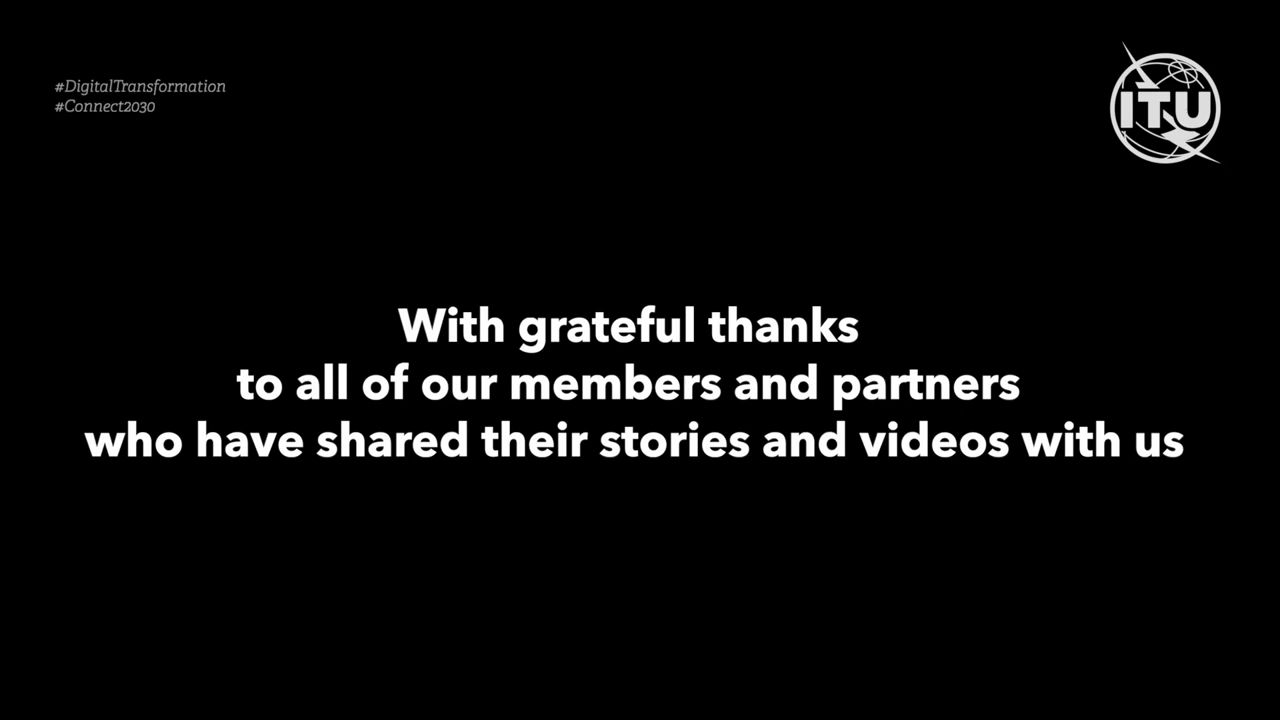 #DigitalTransformation
#Connect2030
ITU
With grateful thanks
to all of our members and partners
who have shared their stories and videos with us